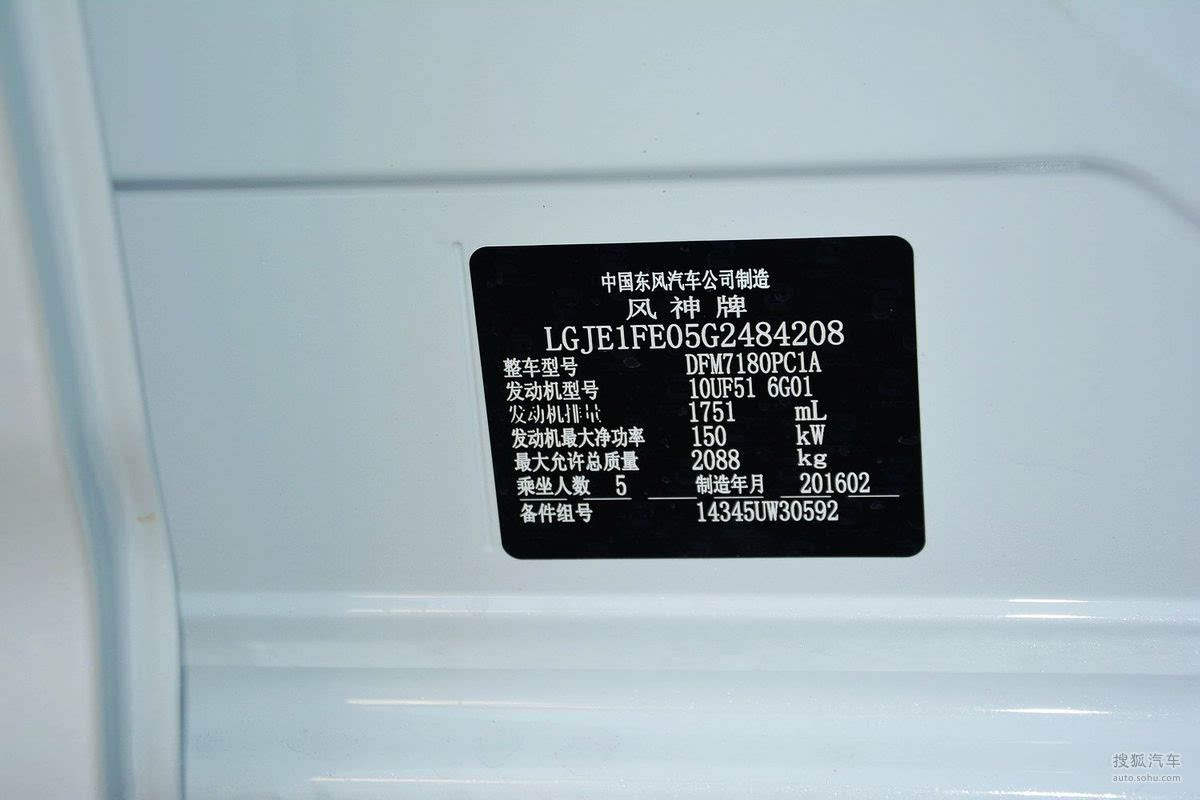 中国东风汽车公司制造
风神牌
LGJE1FE05G2484208
整车型号 DFM7180PC1A
发动机型号 10UF51 6G01
发动机排量 1751 mL
发动机最大净功率 150 kW
最大允许总质量 2088 kg
乘坐人数 5 制造年月 201602
备件组号 14345UW30592
搜狐汽车
auto.sohu.com